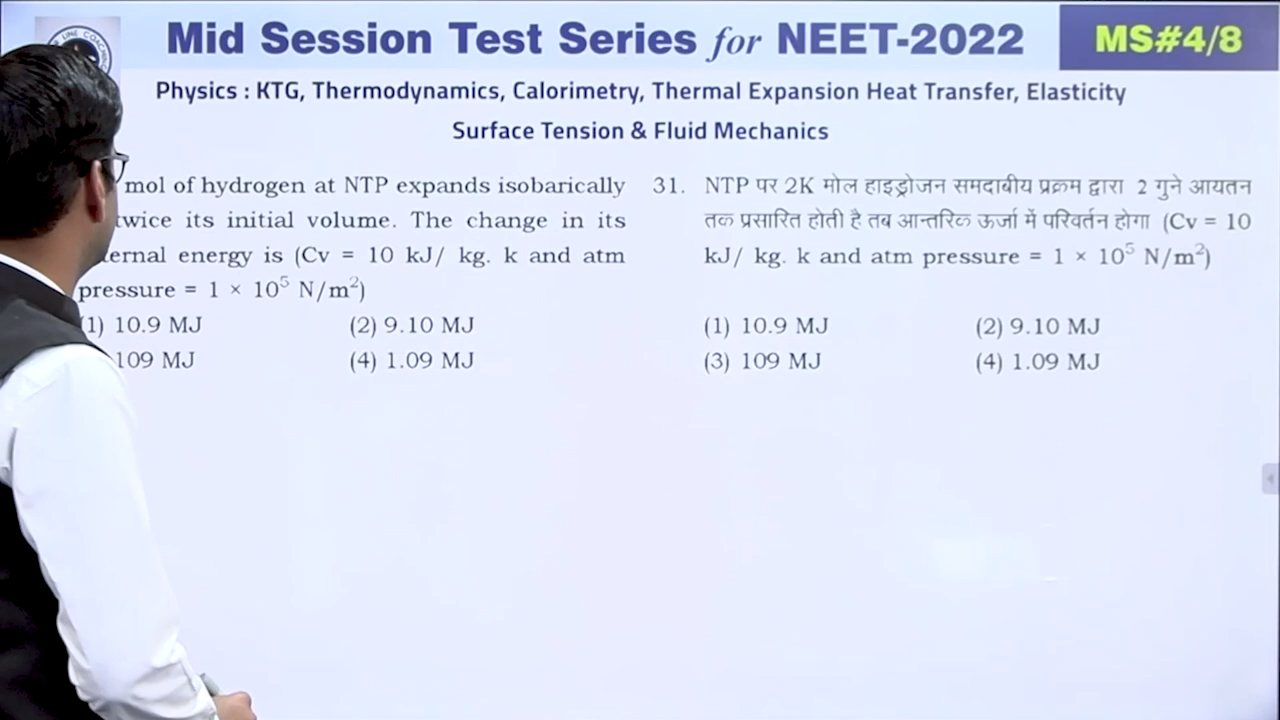 Mid Session Test Series for NEET-2022
MS#4/8
Physics : KTG, Thermodynamics, Calorimetry, Thermal Expansion Heat Transfer, Elasticity
Surface Tension & Fluid Mechanics
mol of hydrogen at NTP expands isobarically
twice its initial volume. The change in its
energy is (Cv = 10 kJ/ kg. k and atm
pressure = 1 × 10⁵ N/m²)
(1) 10.9 MJ (2) 9.10 MJ
109 MJ (4) 1.09 MJ
31. NTP पर 2K मोल हाइड्रोजन समदाबीय प्रक्रम द्वारा 2 गुने आयतन
तक प्रसारित होती है तब आन्तरिक ऊर्जा में परिवर्तन होगा (Cv = 10
kJ/ kg. k and atm pressure = 1 × 10⁵ N/m²)
(1) 10.9 MJ (2) 9.10 MJ
(3) 109 MJ (4) 1.09 MJ